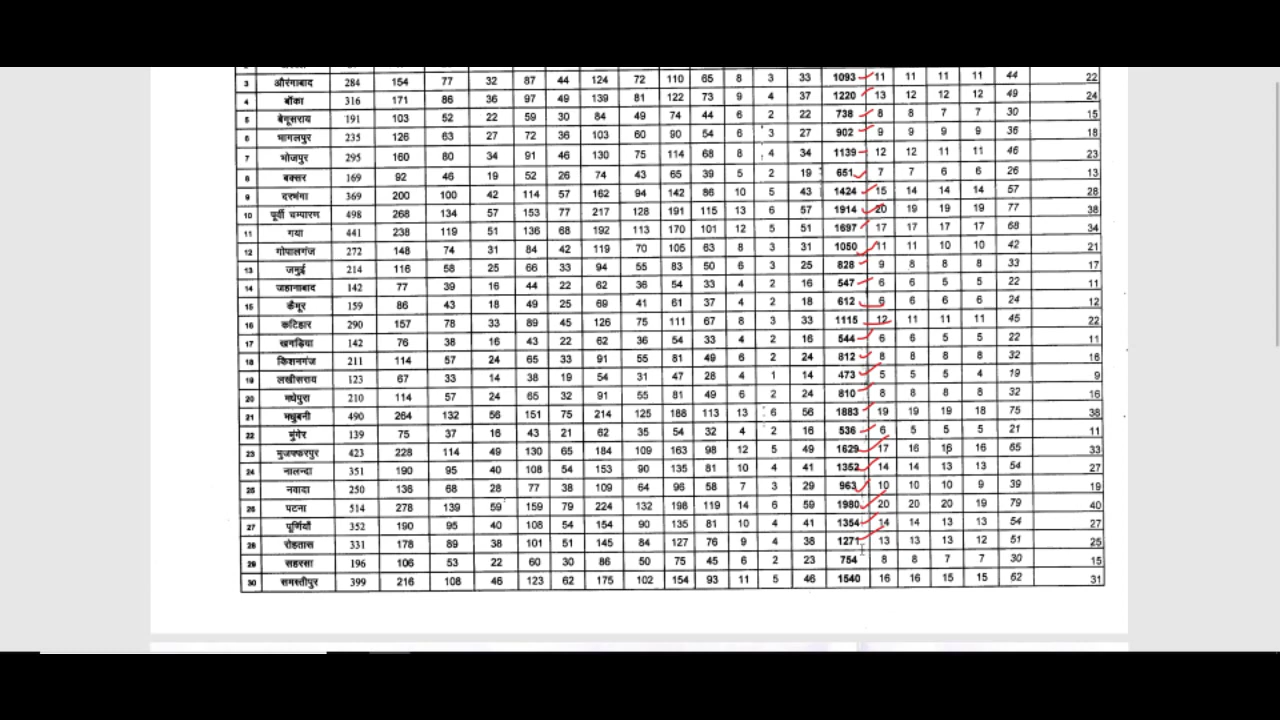 3 औरंगाबाद 284 154 77 32 87 44 124 72 110 65 8 3 33 1093 11 11 11 11 44 22
4 बाँका 316 171 86 36 97 49 139 81 122 73 9 4 37 1220 13 12 12 12 49 24
5 बेगूसराय 191 103 52 22 59 30 84 49 74 44 6 2 22 738 8 8 7 7 30 15
6 भागलपुर 235 126 63 27 72 36 103 60 90 54 6 3 27 902 9 9 9 9 36 18
7 भोजपुर 295 160 80 34 91 46 130 75 114 68 8 4 34 1139 12 12 11 11 46 23
8 बक्सर 169 92 46 19 52 26 74 43 65 39 5 2 19 651 7 7 6 6 26 13
9 दरभंगा 369 200 100 42 114 57 162 94 142 86 10 5 43 1424 15 14 14 14 57 28
10 पूर्वी चम्पारण 498 268 134 57 153 77 217 128 191 115 13 6 57 1914 20 19 19 19 77 38
11 गया 441 238 119 51 136 68 192 113 170 101 12 5 51 1697 17 17 17 17 68 34
12 गोपालगंज 272 148 74 31 84 42 119 70 105 63 8 3 31 1050 11 11 10 10 42 21
13 जमुई 214 116 58 25 66 33 94 55 83 50 6 3 25 828 9 8 8 8 33 17
14 जहानाबाद 142 77 39 16 44 22 62 36 54 33 4 2 16 547 6 6 5 5 22 11
15 कैमूर 159 86 43 18 49 25 69 41 61 37 4 2 18 612 6 6 6 6 24 12
16 कटिहार 290 157 78 33 89 45 126 75 111 67 8 3 33 1115 12 11 11 11 45 22
17 खगड़िया 142 76 38 16 43 22 62 36 54 33 4 2 16 544 6 6 5 5 22 11
18 किशनगंज 211 114 57 24 65 33 91 55 81 49 6 2 24 812 8 8 8 8 32 16
19 लखीसराय 123 67 33 14 38 19 54 31 47 28 4 1 14 473 5 5 5 4 19 9
20 मधेपुरा 210 114 57 24 65 32 91 55 81 49 6 2 24 810 8 8 8 8 32 16
21 मधुबनी 490 264 132 56 151 75 214 125 188 113 13 6 56 1883 19 19 19 18 75 38
22 मुंगेर 139 75 37 16 43 21 62 35 54 32 4 2 16 536 6 5 5 5 21 11
23 मुजफ्फरपुर 423 228 114 49 130 65 184 109 163 98 12 5 49 1629 17 16 16 16 65 33
24 नालन्दा 351 190 95 40 108 54 153 90 135 81 10 4 41 1352 14 14 13 13 54 27
25 नवादा 250 136 68 28 77 38 109 64 96 58 7 3 29 963 10 10 10 9 39 19
26 पटना 514 278 139 59 159 79 224 132 198 119 14 6 59 1980 20 20 20 19 79 40
27 पूर्णियाँ 352 190 95 40 108 54 154 90 135 81 10 4 41 1354 14 14 13 13 54 27
28 रोहतास 331 178 89 38 101 51 145 84 127 76 9 4 38 1271 13 13 13 12 51 25
29 सहरसा 196 106 53 22 60 30 86 50 75 45 6 2 23 754 8 8 7 7 30 15
30 समस्तीपुर 399 216 108 46 123 62 175 102 154 93 11 5 46 1540 16 16 15 15 62 31